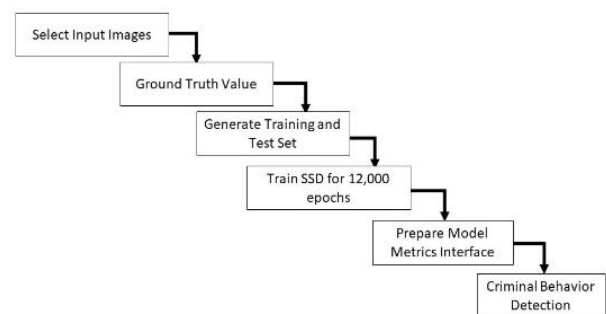 Select Input Images
Ground Truth Value
Generate Training and
Test Set
Train SSD for 12,000
epochs
Prepare Model
Metrics Interface
Criminal Behavior
Detection